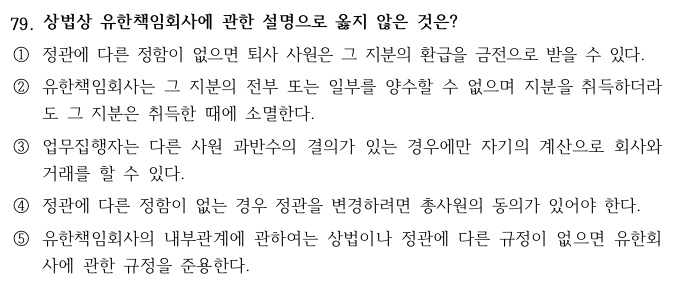 79. 상법상 유한책임회사에 관한 설명으로 옳지 않은 것은?
① 정관에 다른 정함이 없으면 퇴사 사원은 그 지분의 환급을 금전으로 받을 수 있다.
② 유한책임회사는 그 지분의 전부 또는 일부를 양수할 수 없으며 지분을 취득하더라
도 그 지분은 취득한 때에 소멸한다.
③ 업무집행자는 다른 사원 과반수의 결의가 있는 경우에만 자기의 계산으로 회사와
거래를 할 수 있다.
④ 정관에 다른 정함이 없는 경우 정관을 변경하려면 총사원의 동의가 있어야 한다.
⑤ 유한책임회사의 내부관계에 관하여는 상법이나 정관에 다른 규정이 없으면 유한회
사에 관한 규정을 준용한다.